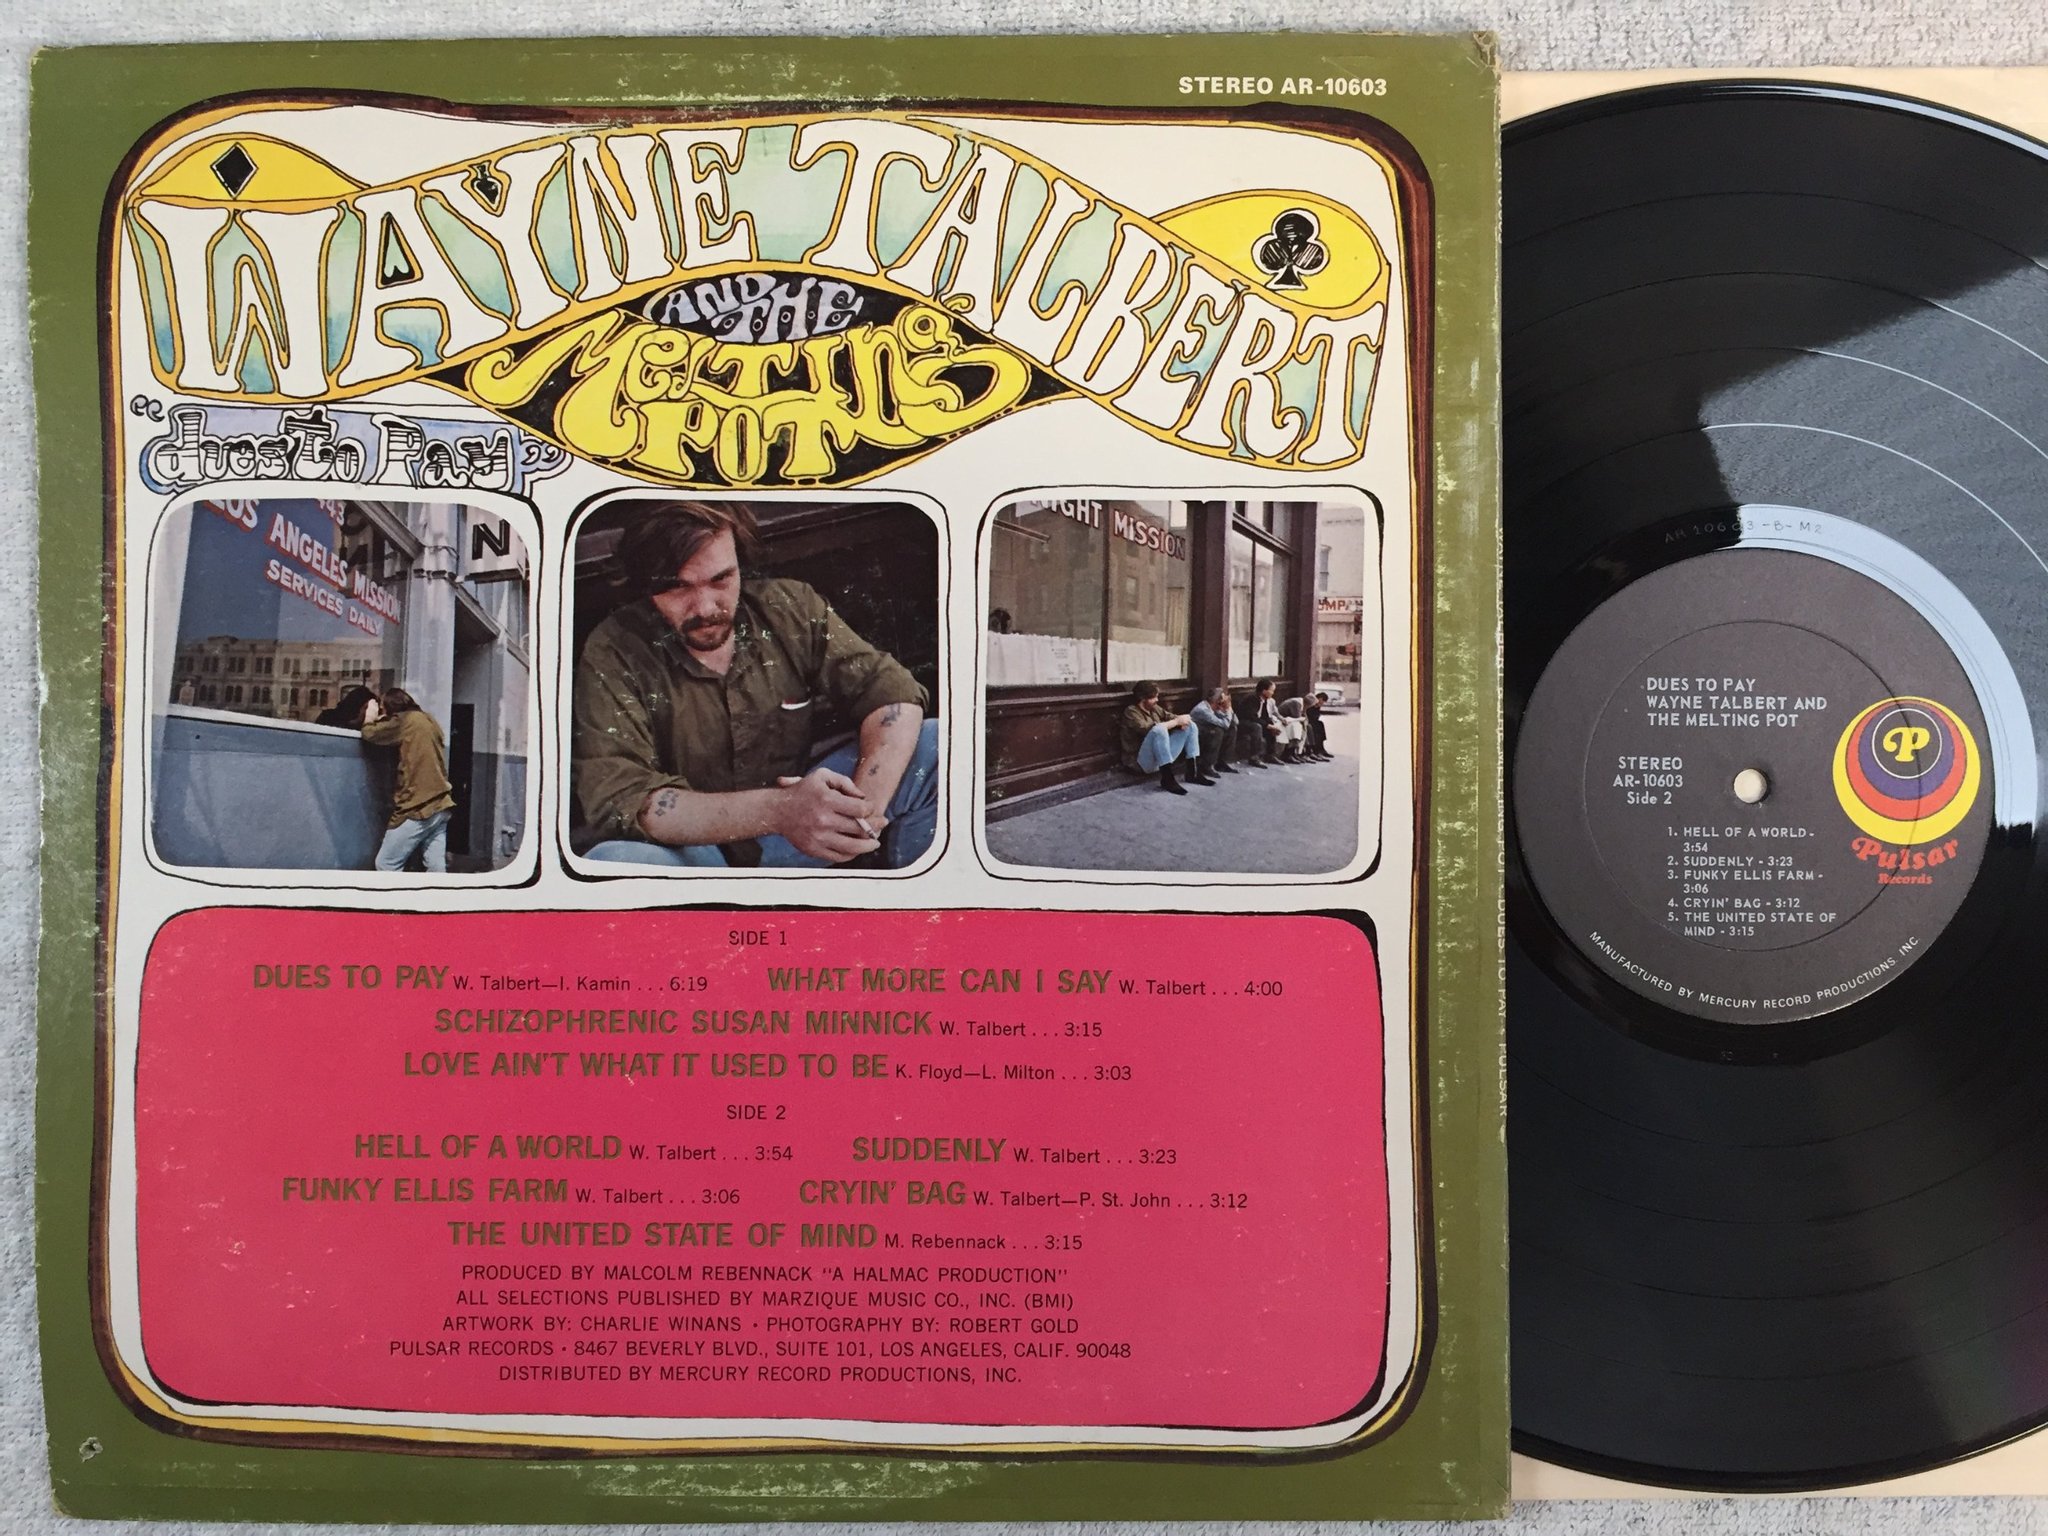 STEREO AR-10603
WAYNE TALBERT
AND THE
MELTING
POT
"dues to Pay"
LOS ANGELES MISSION
SERVICES DAILY
143
N
NIGHT MISSION
SIDE 1
DUES TO PAY W. Talbert—I. Kamin . . . 6:19 WHAT MORE CAN I SAY W. Talbert . . . 4:00
SCHIZOPHRENIC SUSAN MINNICK W. Talbert . . . 3:15
LOVE AIN'T WHAT IT USED TO BE K. Floyd—L. Milton . . . 3:03
SIDE 2
HELL OF A WORLD W. Talbert . . . 3:54 SUDDENLY W. Talbert . . . 3:23
FUNKY ELLIS FARM W. Talbert . . . 3:06 CRYIN' BAG W. Talbert—P. St. John . . . 3:12
THE UNITED STATE OF MIND M. Rebennack . . . 3:15
PRODUCED BY MALCOLM REBENNACK "A HALMAC PRODUCTION"
ALL SELECTIONS PUBLISHED BY MARZIQUE MUSIC CO., INC. (BMI)
ARTWORK BY: CHARLIE WINANS • PHOTOGRAPHY BY: ROBERT GOLD
PULSAR RECORDS • 8467 BEVERLY BLVD., SUITE 101, LOS ANGELES, CALIF. 90048
DISTRIBUTED BY MERCURY RECORD PRODUCTIONS, INC.
AR 10603-B-M2
DUES TO PAY
WAYNE TALBERT AND
THE MELTING POT
STEREO
AR-10603
Side 2
P
Pulsar
Records
1. HELL OF A WORLD -
3:54
2. SUDDENLY - 3:23
3. FUNKY ELLIS FARM -
3:06
4. CRYIN' BAG - 3:12
5. THE UNITED STATE OF
MIND - 3:15
MANUFACTURED BY MERCURY RECORD PRODUCTIONS, INC